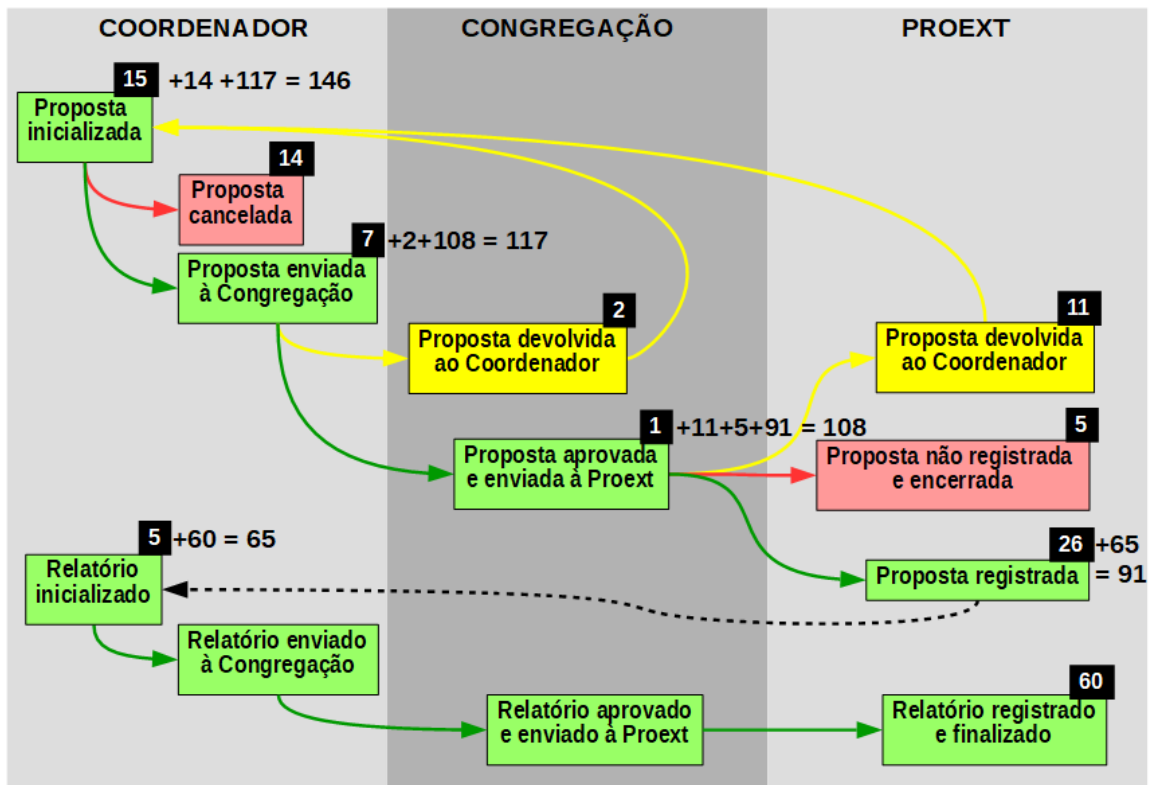 COORDENADOR
CONGREGAÇÃO
PROEXT
15 +14 +117 = 146
Proposta
inicializada
14
Proposta
cancelada
7 +2+108 = 117
Proposta enviada
à Congregação
2
Proposta devolvida
ao Coordenador
11
Proposta devolvida
ao Coordenador
1 +11+5+91 = 108
Proposta aprovada
e enviada à Proext
5
Proposta não registrada
e encerrada
26 +65
= 91
Proposta registrada
5 +60 = 65
Relatório
inicializado
Relatório enviado
à Congregação
Relatório aprovado
e enviado à Proext
60
Relatório registrado
e finalizado